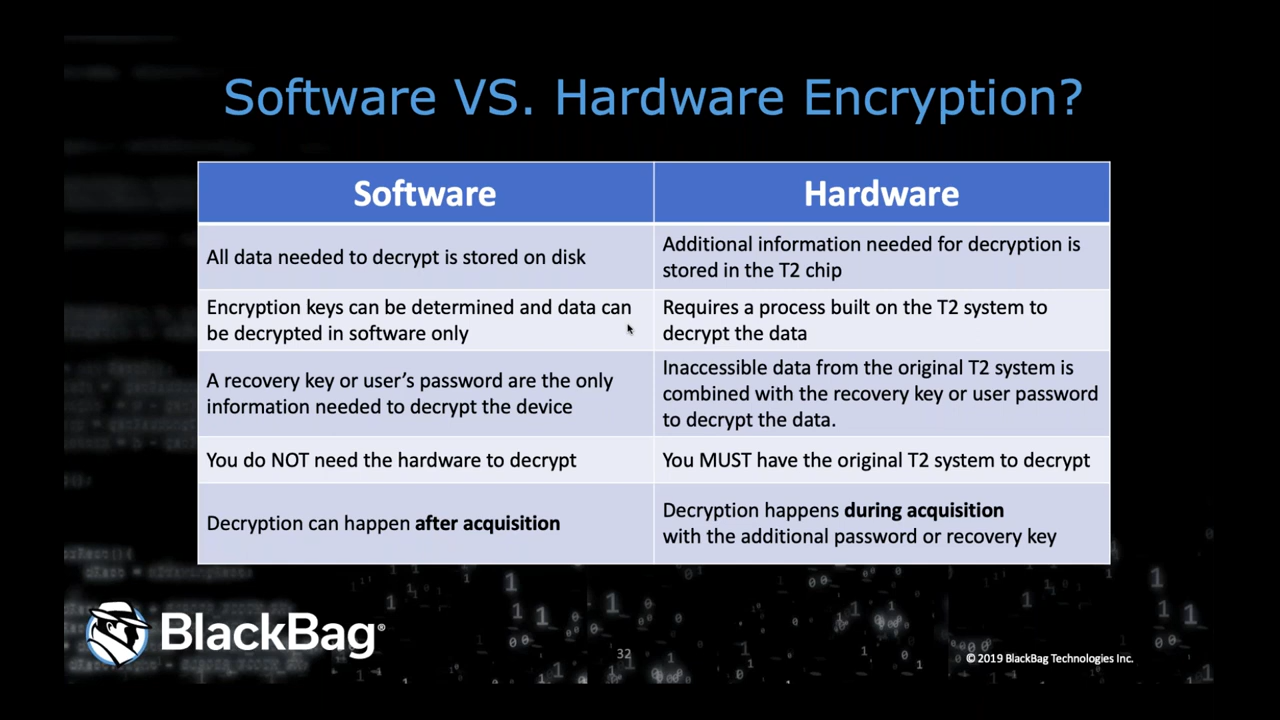 Software VS. Hardware Encryption?
Software
Hardware
All data needed to decrypt is stored on disk
Additional information needed for decryption is
stored in the T2 chip
Encryption keys can be determined and data can
be decrypted in software only
Requires a process built on the T2 system to
decrypt the data
A recovery key or user's password are the only
information needed to decrypt the device
Inaccessible data from the original T2 system is
combined with the recovery key or user password
to decrypt the data.
You do NOT need the hardware to decrypt
You MUST have the original T2 system to decrypt
Decryption can happen after acquisition
Decryption happens during acquisition
with the additional password or recovery key
BlackBag®
32
© 2019 BlackBag Technologies Inc.